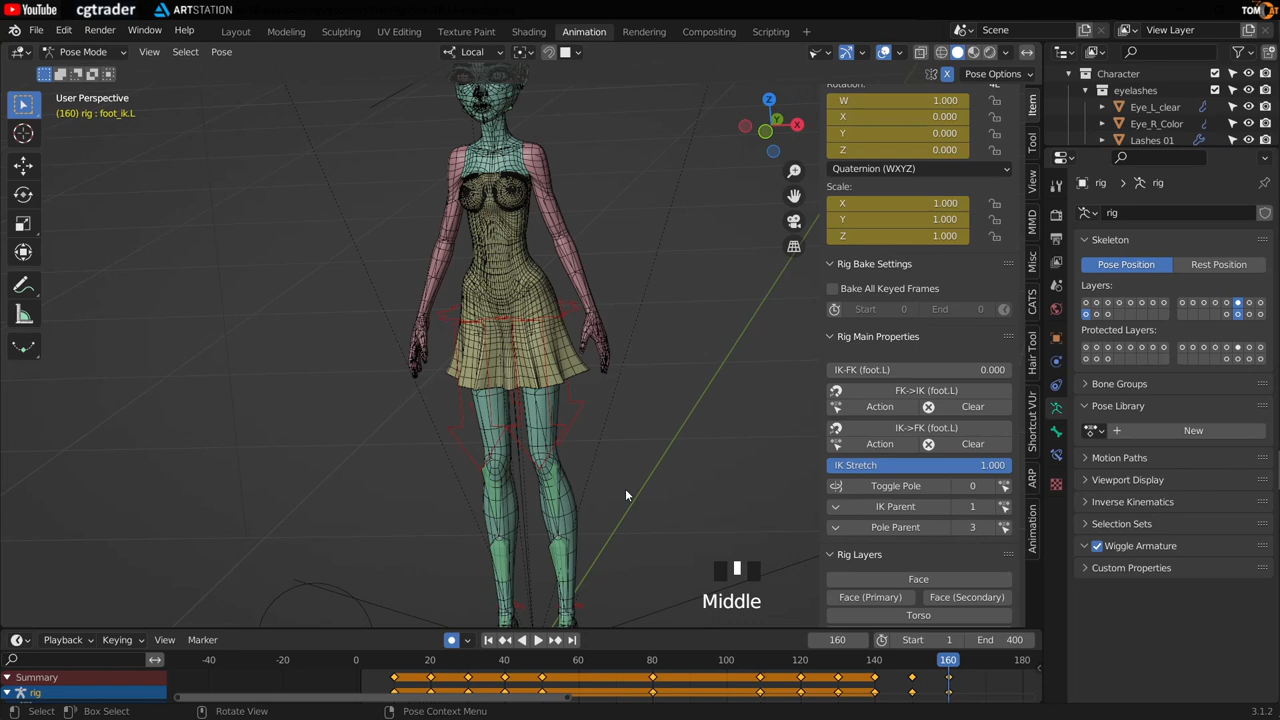 YouTube cgtrader ARTSTATION TOMCAT
File Edit Render Window Help Layout Modeling Sculpting UV Editing Texture Paint Shading Animation Rendering Compositing Scripting Scene View Layer
Pose Mode View Select Pose Local
Pose Options
User Perspective
(160) rig : foot_ik.L
Z
Y
X
Rotation: 4L
W 1.000
X 0.000
Y 0.000
Z 0.000
Quaternion (WXYZ)
Scale:
X 1.000
Y 1.000
Z 1.000
Rig Bake Settings
Bake All Keyed Frames
Start 0 End 0
Rig Main Properties
IK-FK (foot.L) 0.000
FK->IK (foot.L)
Action Clear
IK->FK (foot.L)
Action Clear
IK Stretch 1.000
Toggle Pole 0
IK Parent 1
Pole Parent 3
Rig Layers
Face
Face (Primary) Face (Secondary)
Torso
Item
Tool
View
MMD
Misc
CATS
Hair Tool
Shortcut VUr
ARP
Animation
Character
eyelashes
Eye_L_clear
Eye_R_Color
Lashes 01
rig rig
rig
Skeleton
Pose Position Rest Position
Layers:
Protected Layers:
Bone Groups
Pose Library
New
Motion Paths
Viewport Display
Inverse Kinematics
Selection Sets
Wiggle Armature
Custom Properties
Middle
Playback Keying View Marker 160 Start 1 End 400
-40 -20 0 20 40 60 80 100 120 140 160 180
Summary
rig
Select Box Select Rotate View Pose Context Menu 3.1.2